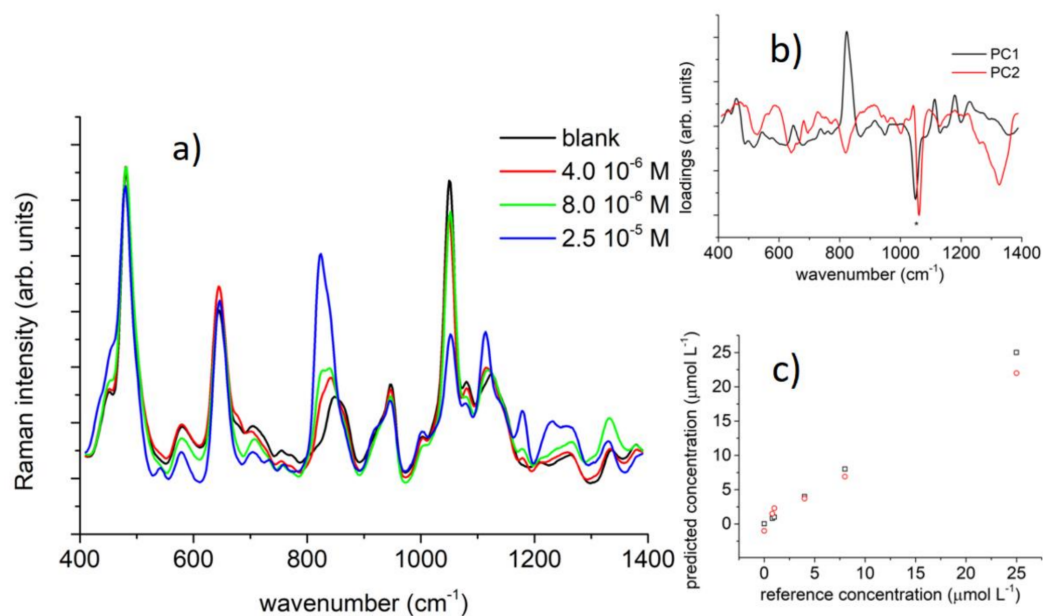 a)
blank
4.0 10⁻⁶ M
8.0 10⁻⁶ M
2.5 10⁻⁵ M
Raman intensity (arb. units)
400 600 800 1000 1200 1400
wavenumber (cm⁻¹)
b)
PC1
PC2
loadings (arb. units)
*
400 600 800 1000 1200 1400
wavenumber (cm⁻¹)
c)
predicted concentration (μmol L⁻¹)
25
20
15
10
5
0
0 5 10 15 20 25
reference concentration (μmol L⁻¹)